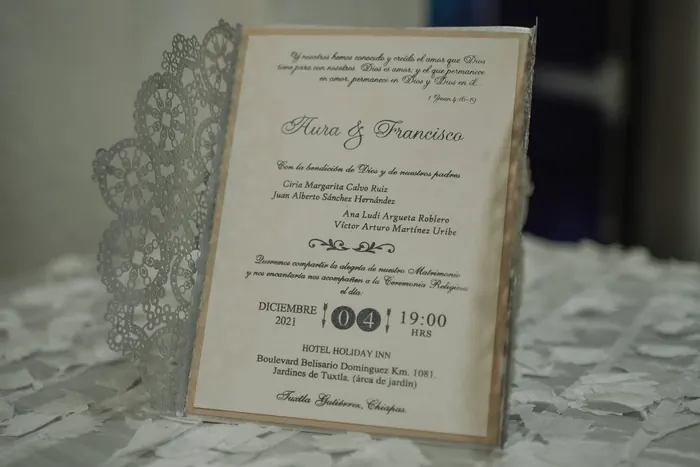 Y nosotros hemos conocido y creído el amor que Dios
tiene para con nosotros. Dios es amor; y el que permanece
en amor, permanece en Dios y Dios en él.
1 Juan 4:16-19
Aura & Francisco
Con la bendición de Dios y de nuestros padres
Ciria Margarita Calvo Ruiz
Juan Alberto Sánchez Hernández
Ana Ludi Argueta Roblero
Víctor Arturo Martínez Uribe
Queremos compartir la alegría de nuestro Matrimonio
y nos encantaría nos acompañen a la Ceremonia Religiosa
el día:
DICIEMBRE
2021
04
19:00
HRS
HOTEL HOLIDAY INN
Boulevard Belisario Domínguez Km. 1081.
Jardines de Tuxtla. (área de jardín)
Tuxtla Gutiérrez, Chiapas.